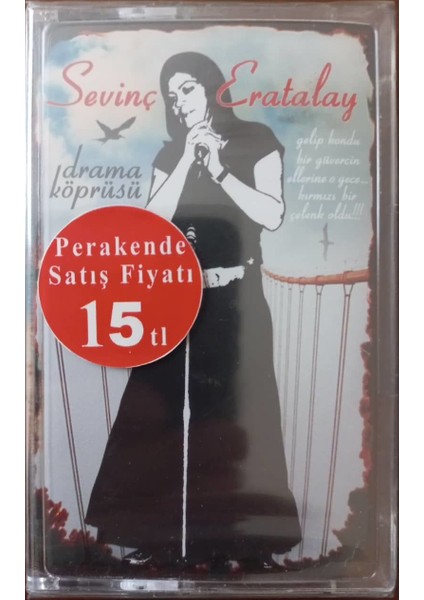 Sevinç Eratalay
drama
köprüsü
gelip kondu
bir güvercin
ellerine o gece...
kırmızı bir
çelenk oldu!!!
Perakende
Satış Fiyatı
15 tl